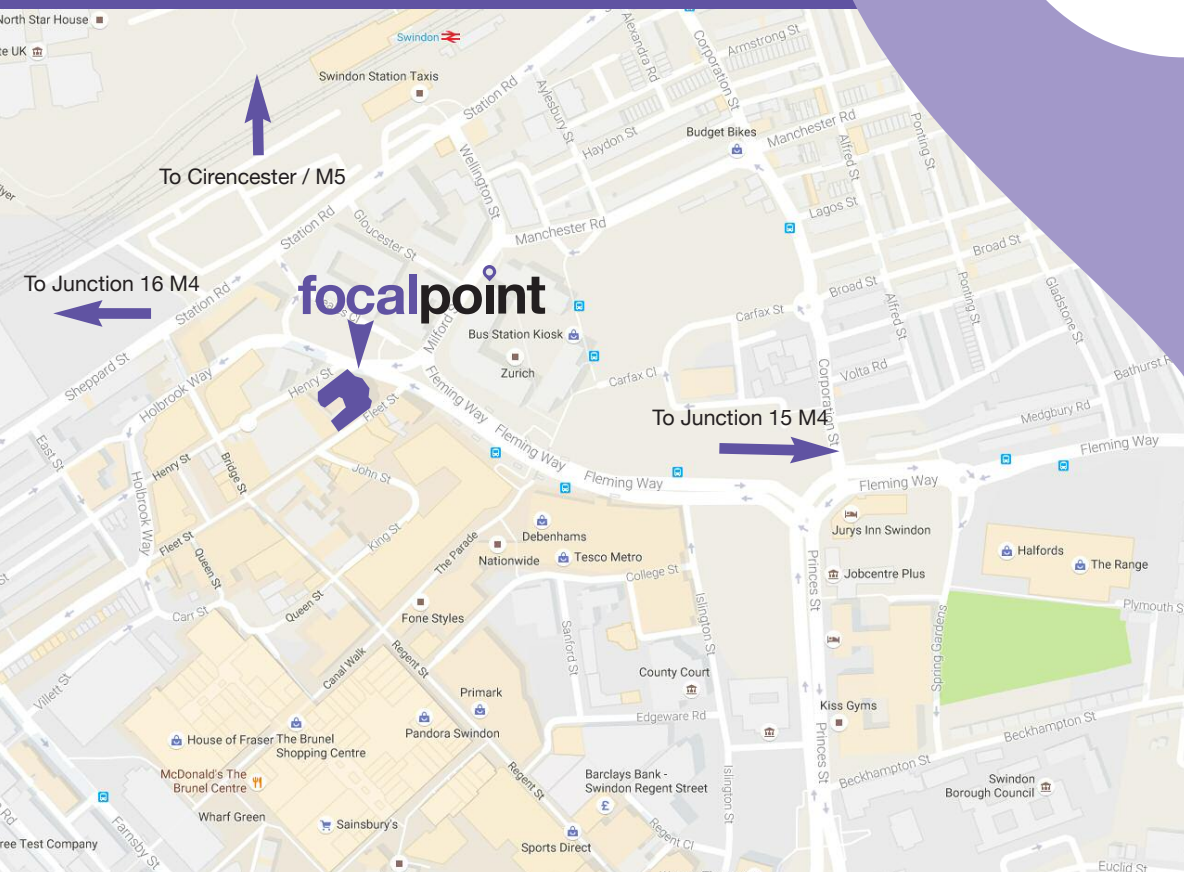 North Star House
te UK
Swindon
Swindon Station Taxis
Station Rd
Alexandra Rd
Corporation St
Armstrong St
Aylesbury St
Haydon St
Budget Bikes
Manchester Rd
Ponting St
Alfred St
Wellington St
To Cirencester / M5
Lagos St
Gloucester St
Station Rd
Manchester Rd
Broad St
To Junction 16 M4
Station Rd
focalpoint
Broad St
Alfred St
Ponting St
Gladstone St
Carfax St
Milford
Bus Station Kiosk
Zurich
Corporation St
Volta Rd
Bathurst R
Sheppard St
Holbrook Way
Henry St
Fleet St
Fleming Way
Carfax Cl
To Junction 15 M4
Medgbury Rd
Fleming Way
East St
Henry St
Bridge St
John St
Fleming Way
Fleming Way
Fleming Way
Holbrook Way
King St
The Parade
Debenhams
Nationwide
Tesco Metro
College St
Jurys Inn Swindon
Halfords
The Range
Fleet St
Queen St
Princes St
Jobcentre Plus
Plymouth S
Carr St
Queen St
Fone Styles
Islington St
Sanford St
Spring Gardens
Regent St
Canal Walk
County Court
Villett St
Primark
Pandora Swindon
Edgeware Rd
Kiss Gyms
Beckhampton St
House of Fraser
The Brunel
Shopping Centre
Princes St
McDonald's The
Brunel Centre
Regent St
Barclays Bank -
Swindon Regent Street
Islington St
Beckhampton St
Swindon
Borough Council
Wharf Green
Sainsbury's
Farnsby St
ree Test Company
Sports Direct
Regent Cl
Euclid St